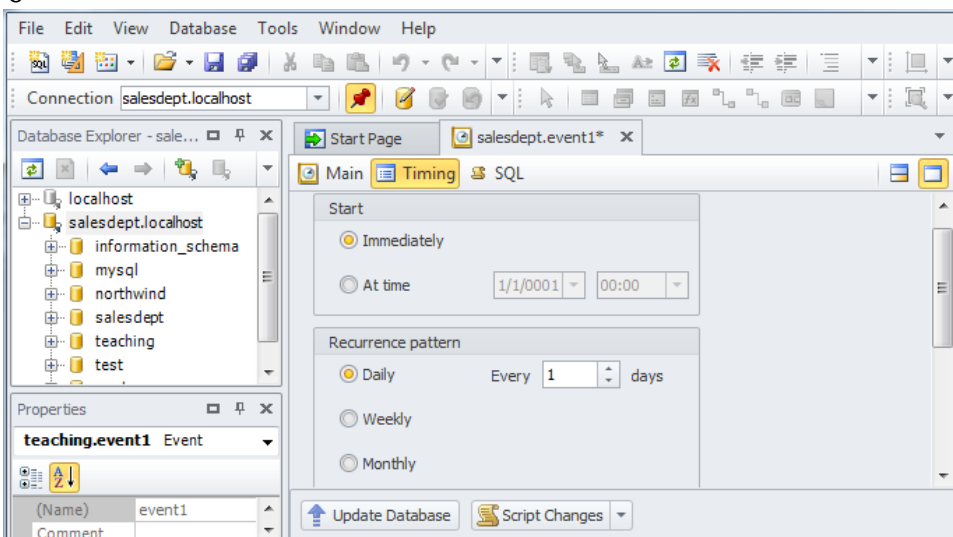 File Edit View Database Tools Window Help
Connection salesdept.localhost
Database Explorer - sale...
localhost
salesdept.localhost
information_schema
mysql
northwind
salesdept
teaching
test
Properties
teaching.event1 Event
(Name) event1
Comment
Start Page salesdept.event1*
Main Timing SQL
Start
Immediately
At time 1/1/0001 00:00
Recurrence pattern
Daily Every 1 days
Weekly
Monthly
Update Database Script Changes